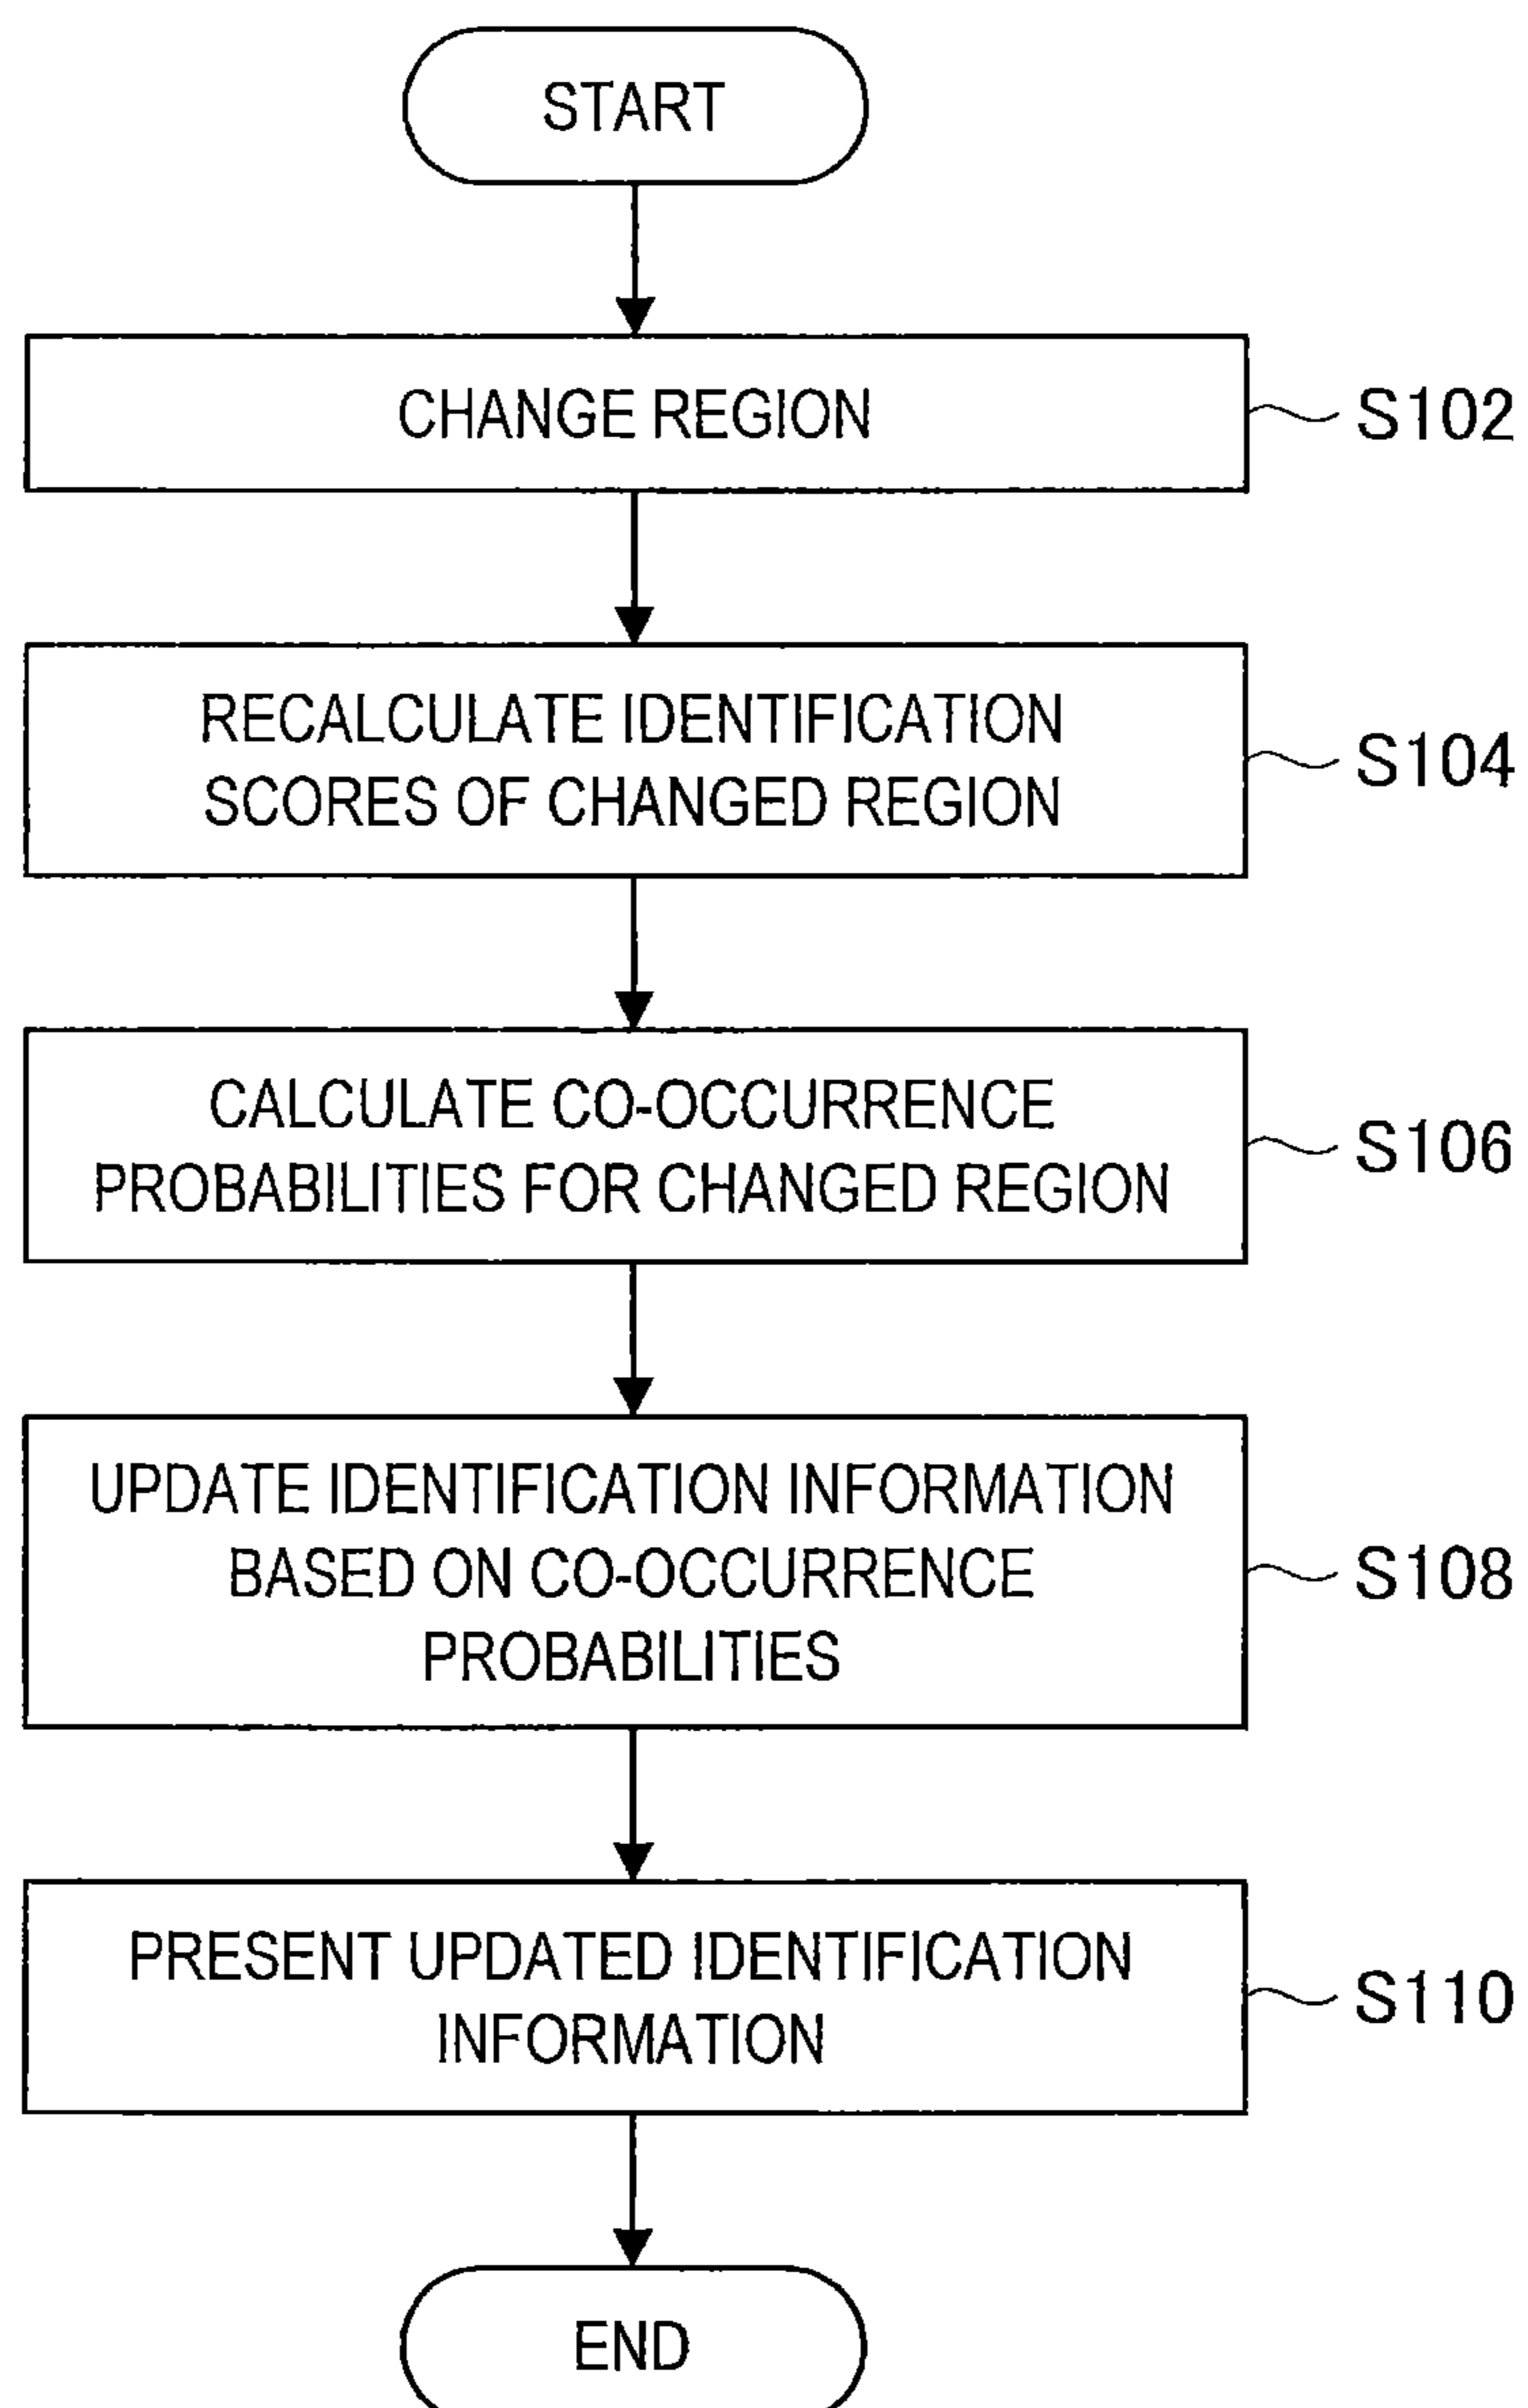 START
CHANGE REGION
S102
RECALCULATE IDENTIFICATION
SCORES OF CHANGED REGION
S104
CALCULATE CO-OCCURRENCE
PROBABILITIES FOR CHANGED REGION
S106
UPDATE IDENTIFICATION INFORMATION
BASED ON CO-OCCURRENCE
PROBABILITIES
S108
PRESENT UPDATED IDENTIFICATION
INFORMATION
S110
END